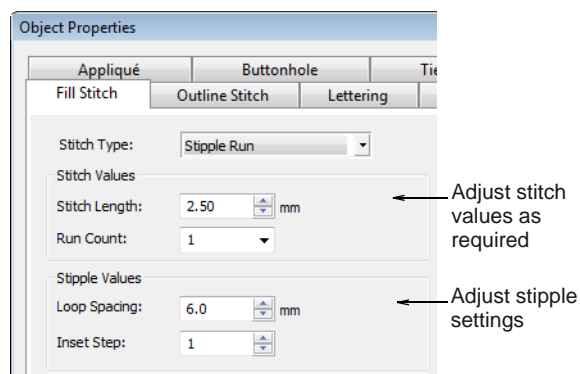 Object Properties
Appliqué Buttonhole Tie
Fill Stitch Outline Stitch Lettering
Stitch Type: Stipple Run
Stitch Values
Stitch Length: 2.50 mm
Run Count: 1
Adjust stitch
values as
required
Stipple Values
Loop Spacing: 6.0 mm
Inset Step: 1
Adjust stipple
settings